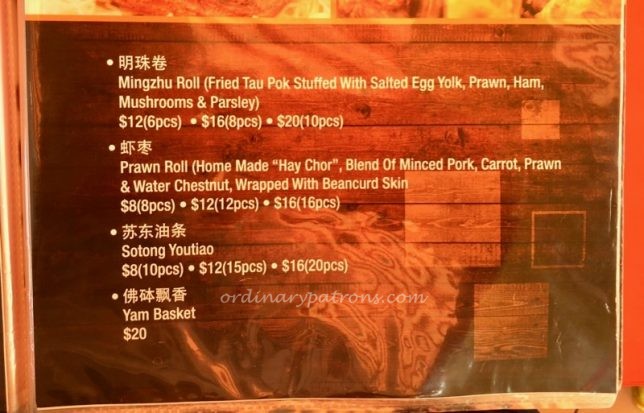 • 明珠卷
Mingzhu Roll (Fried Tau Pok Stuffed With Salted Egg Yolk, Prawn, Ham,
Mushrooms & Parsley)
$12(6pcs) • $16(8pcs) • $20(10pcs)
• 虾枣
Prawn Roll (Home Made “Hay Chor”, Blend Of Minced Pork, Carrot, Prawn
& Water Chestnut, Wrapped With Beancurd Skin
$8(8pcs) • $12(12pcs) • $16(16pcs)
• 苏东油条
Sotong Youtiao
$8(10pcs) • $12(15pcs) • $16(20pcs)
• 佛砵飘香
ordinarypatrons.com
Yam Basket
$20